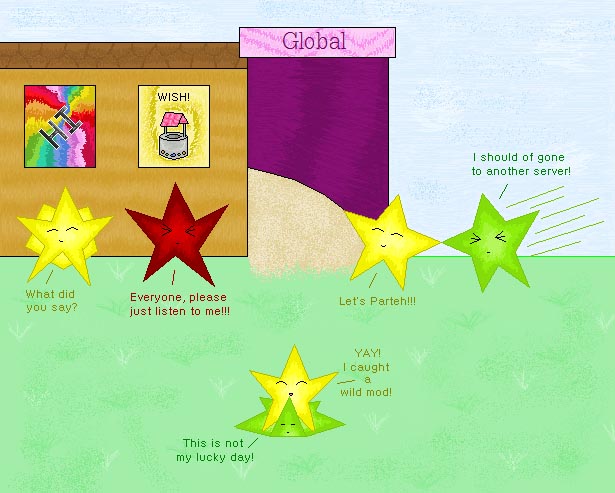 Global
HI
WISH!
I should of gone
to another server!
What did
you say?
Everyone, please
just listen to me!!!
Let's Parteh!!!
YAY!
I caught
a
wild mod!
This is not
my lucky day!